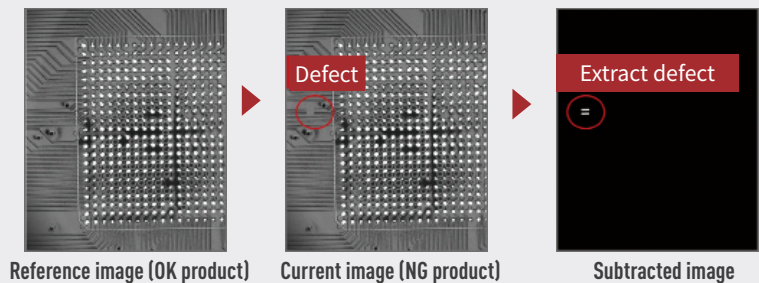 Defect
Extract defect
Reference image (OK product)
Current image (NG product)
Subtracted image